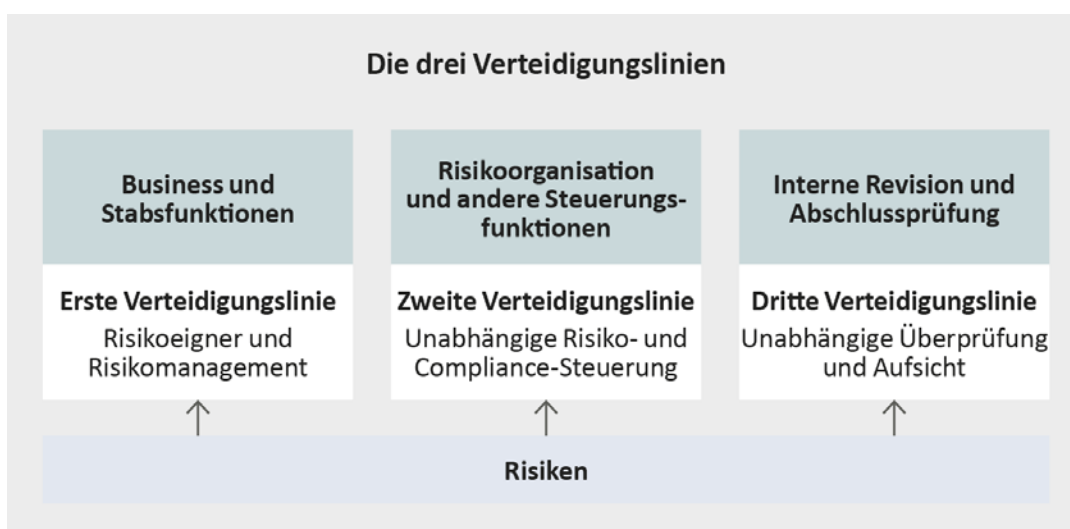 Die drei Verteidigungslinien
Business und
Stabsfunktionen
Erste Verteidigungslinie
Risikoeigner und
Risikomanagement
Risikoorganisation
und andere Steuerungs-
funktionen
Zweite Verteidigungslinie
Unabhängige Risiko- und
Compliance-Steuerung
Interne Revision und
Abschlussprüfung
Dritte Verteidigungslinie
Unabhängige Überprüfung
und Aufsicht
Risiken